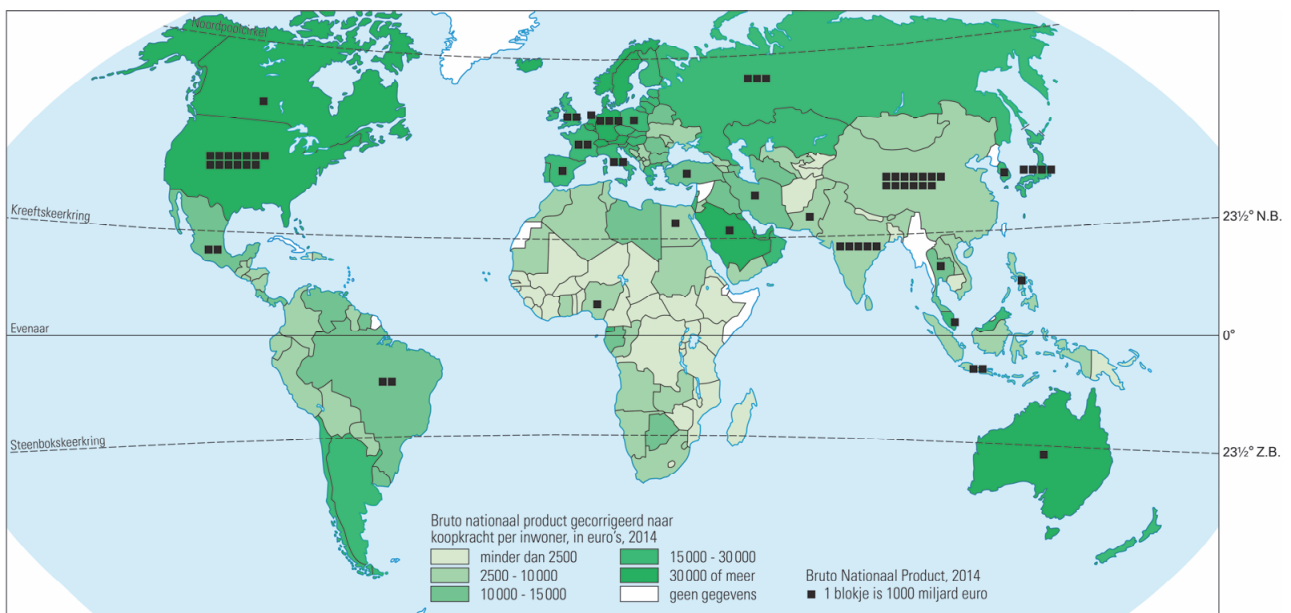 Noordpoolcirkel
Kreeftskeerkring
23½° N.B.
Evenaar
0°
Steenbokskeerkring
23½° Z.B.
Bruto nationaal product gecorrigeerd naar
koopkracht per inwoner, in euro's, 2014
minder dan 2500
2500 - 10 000
10 000 - 15 000
15 000 - 30 000
30 000 of meer
geen gegevens
Bruto Nationaal Product, 2014
1 blokje is 1000 miljard euro